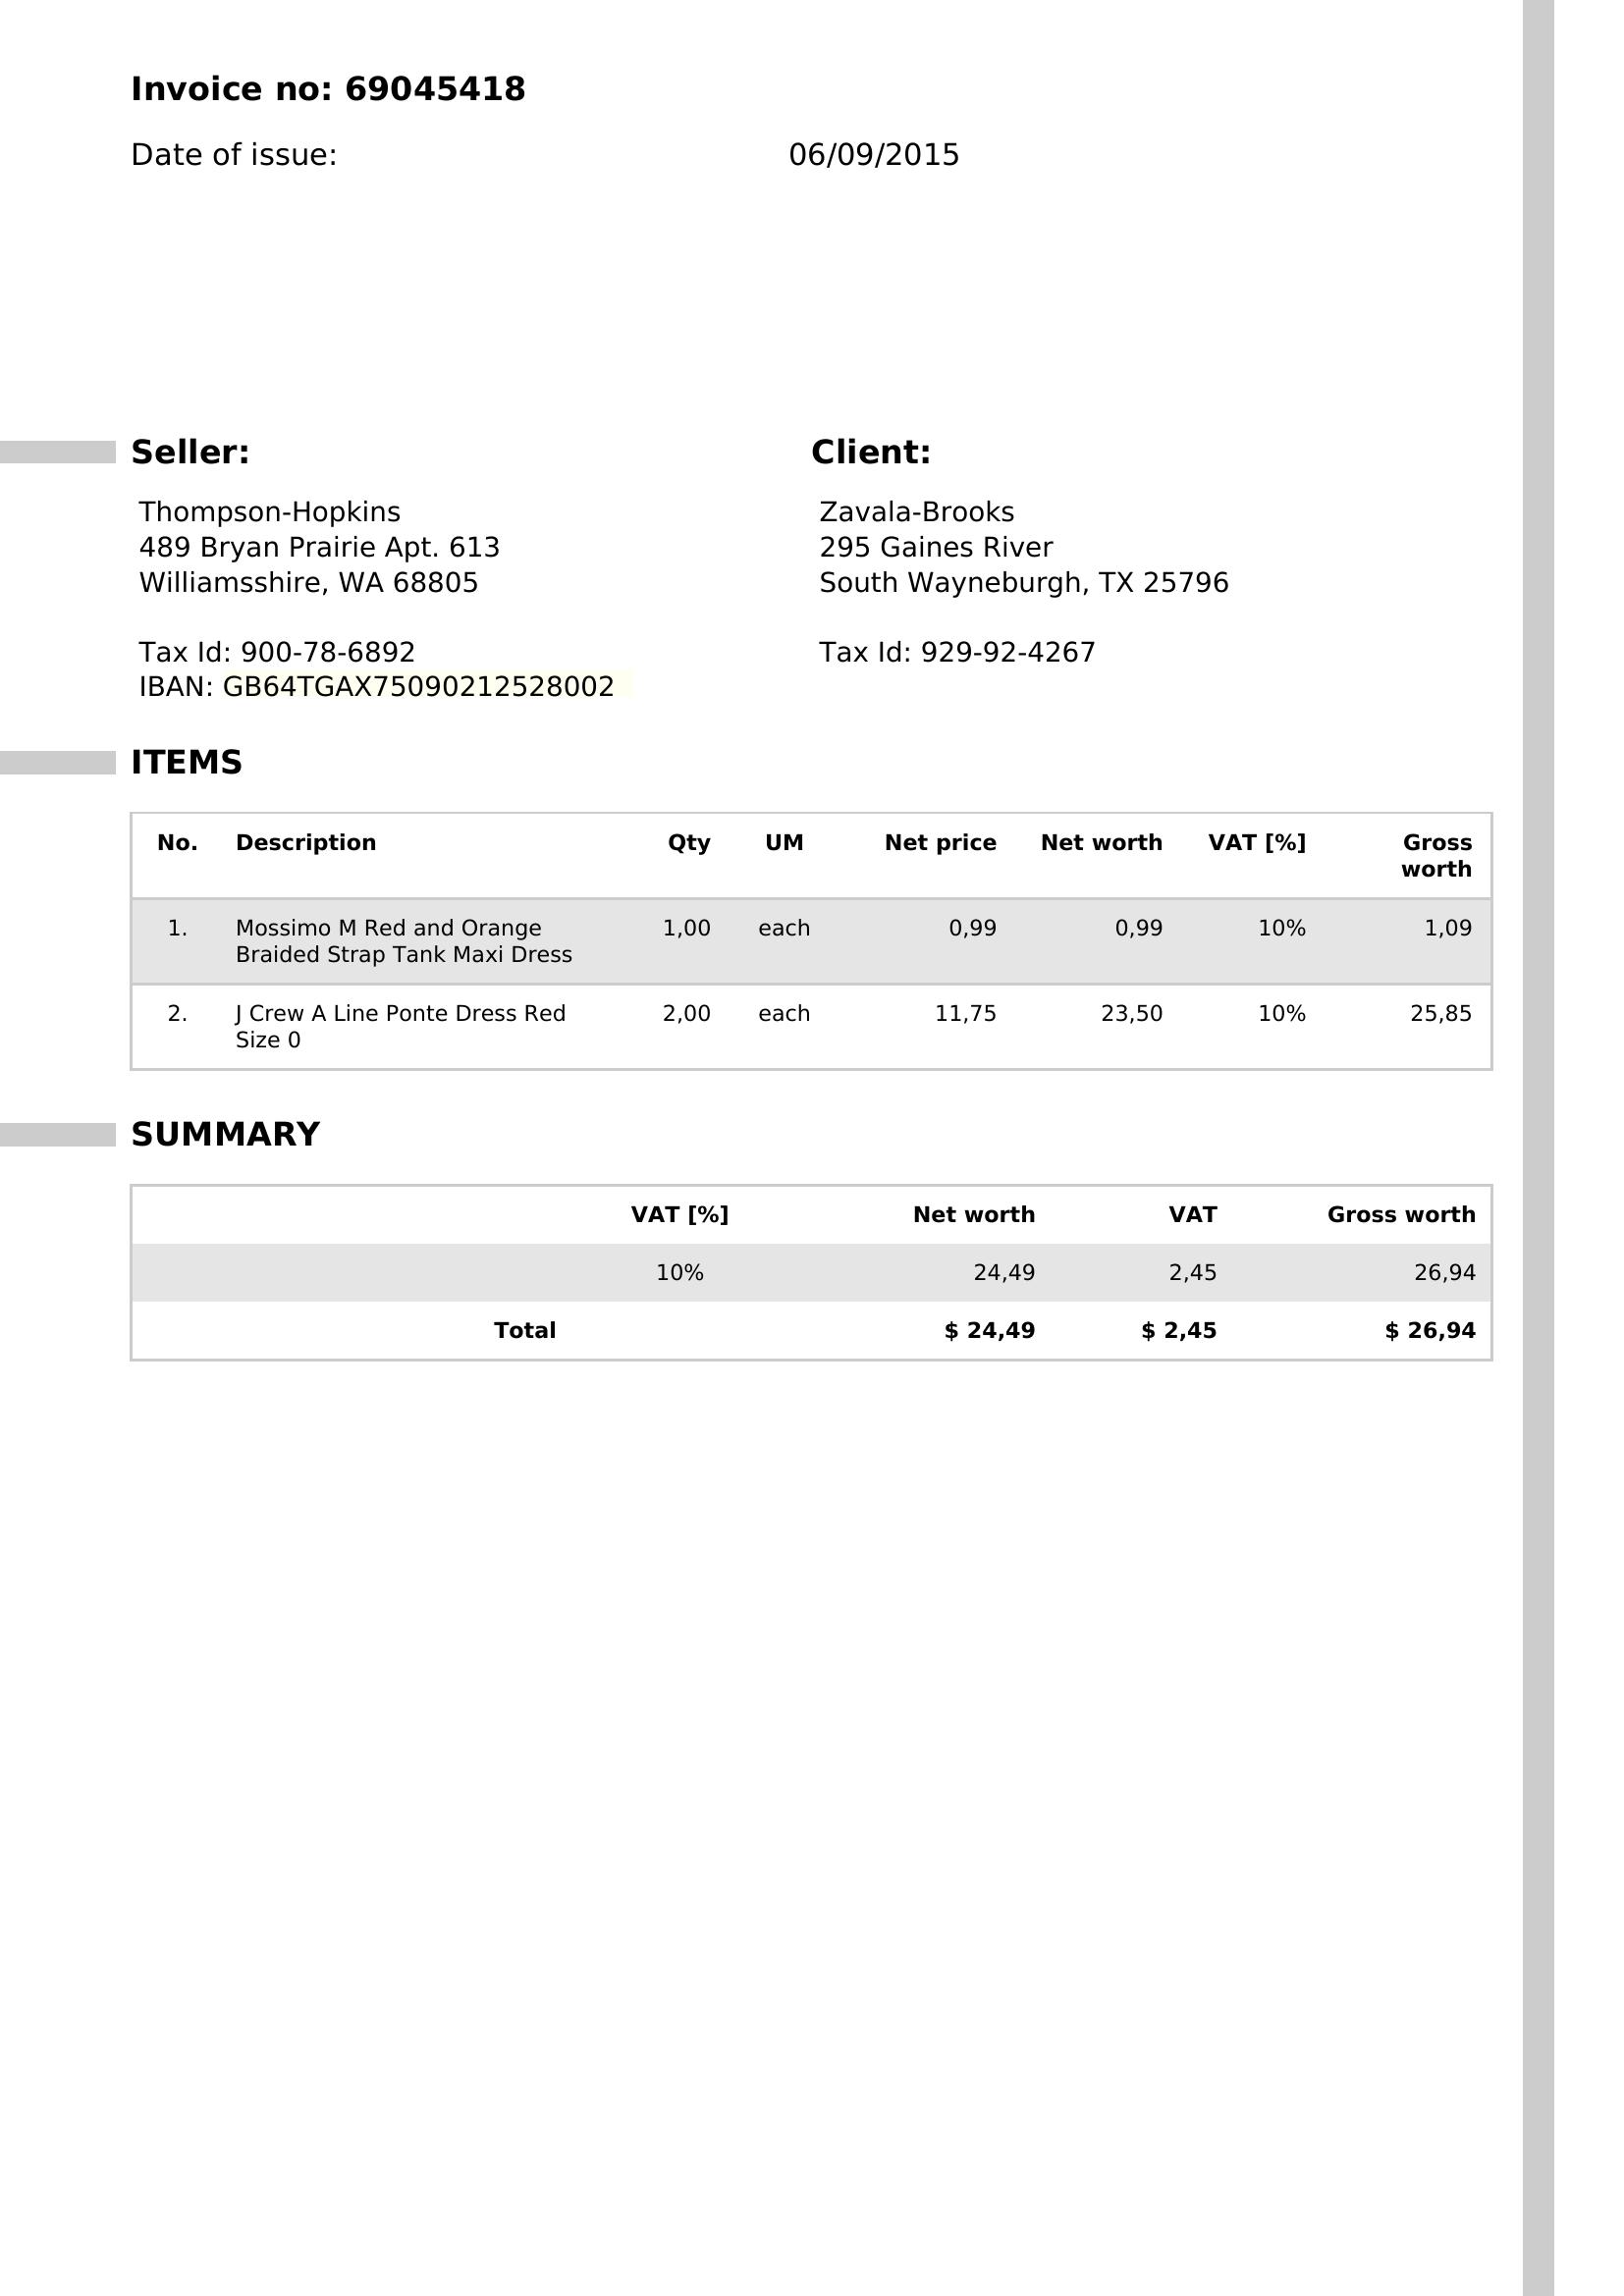 Invoice no: 69045418
Date of issue: 06/09/2015
Seller:
Thompson-Hopkins
489 Bryan Prairie Apt. 613
Williamsshire, WA 68805
Tax Id: 900-78-6892
IBAN: GB64TGAX75090212528002
Client:
Zavala-Brooks
295 Gaines River
South Wayneburgh, TX 25796
Tax Id: 929-92-4267
ITEMS
No. Description Qty UM Net price Net worth VAT [%] Gross
worth
1. Mossimo M Red and Orange 1,00 each 0,99 0,99 10% 1,09
Braided Strap Tank Maxi Dress
2. J Crew A Line Ponte Dress Red 2,00 each 11,75 23,50 10% 25,85
Size 0
SUMMARY
VAT [%] Net worth VAT Gross worth
10% 24,49 2,45 26,94
Total $ 24,49 $ 2,45 $ 26,94